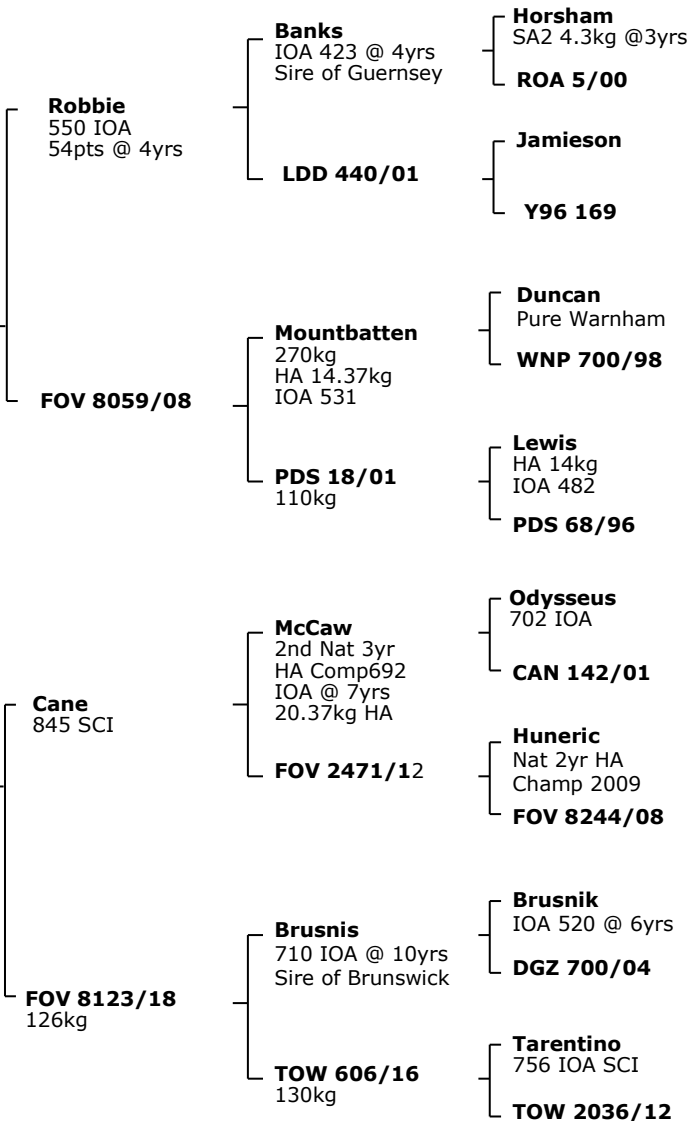 Robbie
550 IOA
54pts @ 4yrs
Banks
IOA 423 @ 4yrs
Sire of Guernsey
Horsham
SA2 4.3kg @3yrs
ROA 5/00
LDD 440/01
Jamieson
Y96 169
FOV 8059/08
Mountbatten
270kg
HA 14.37kg
IOA 531
Duncan
Pure Warnham
WNP 700/98
PDS 18/01
110kg
Lewis
HA 14kg
IOA 482
PDS 68/96
Cane
845 SCI
McCaw
2nd Nat 3yr
HA Comp692
IOA @ 7yrs
20.37kg HA
Odysseus
702 IOA
CAN 142/01
FOV 2471/12
Huneric
Nat 2yr HA
Champ 2009
FOV 8244/08
FOV 8123/18
126kg
Brusnis
710 IOA @ 10yrs
Sire of Brunswick
Brusnik
IOA 520 @ 6yrs
DGZ 700/04
TOW 606/16
130kg
Tarentino
756 IOA SCI
TOW 2036/12